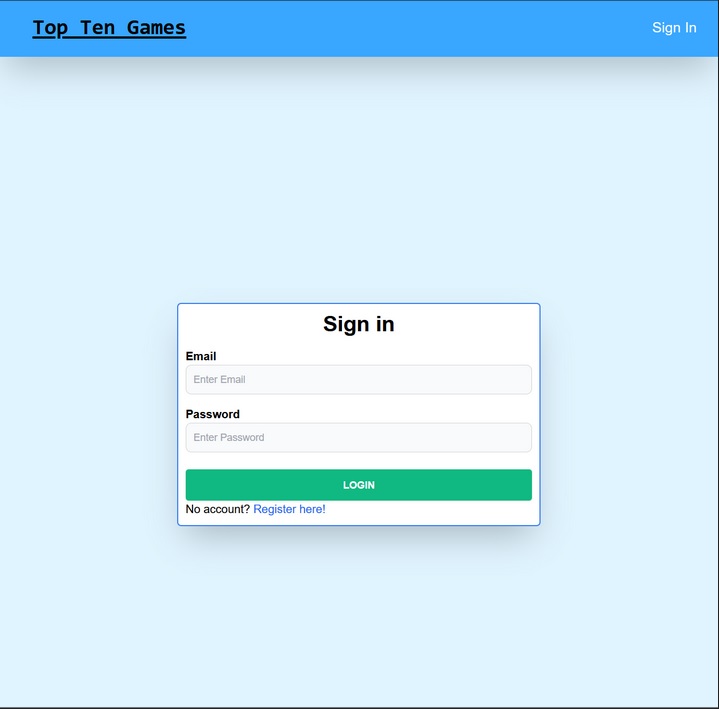 Top Ten Games
Sign In
Sign in
Email
Enter Email
Password
Enter Password
LOGIN
No account? Register here!